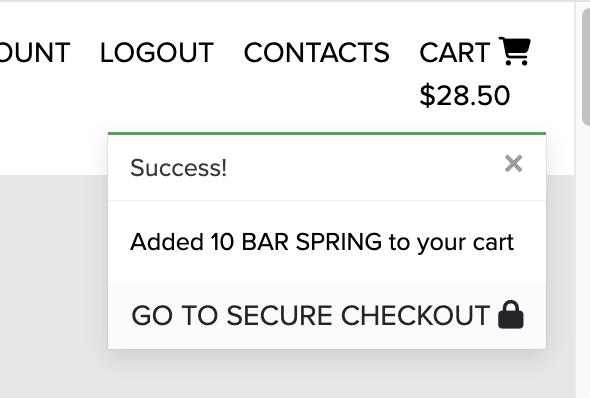 OUNT LOGOUT CONTACTS CART
$28.50
Success!
Added 10 BAR SPRING to your cart
GO TO SECURE CHECKOUT